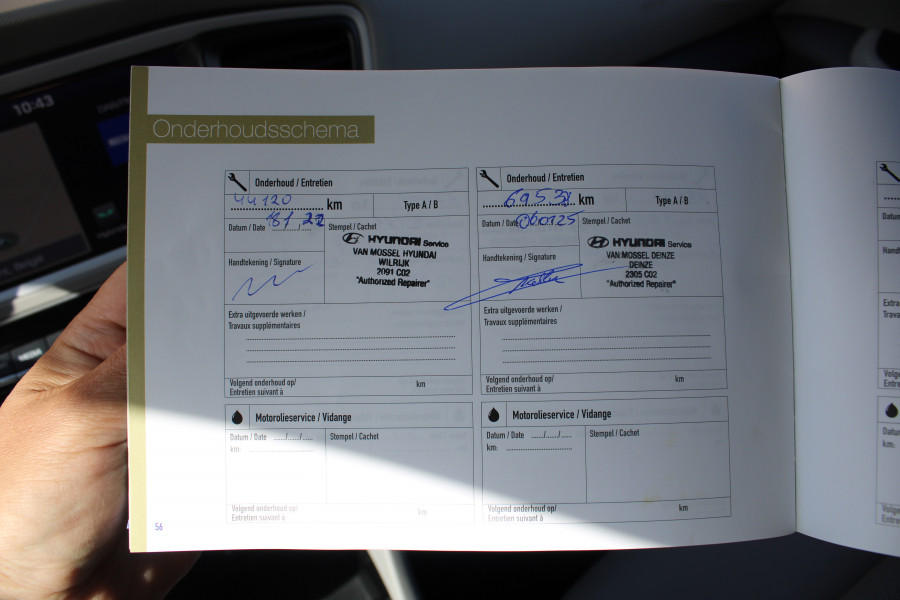 10:43
Onderhoudsschema
Onderhoud / Entretien
44120 km
Type A / B
Datum / Date
Stempel / Cachet
HYUNDAI Service
VAN MOSSEL HYUNDAI
WILRIJK
2091 C02
"Authorized Repairer"
Handtekening / Signature
Extra uitgevoerde werken /
Travaux supplémentaires
Volgend onderhoud op/
Entretien suivant à
km
Motorolieservice / Vidange
Datum / Date ...../...../.....
Stempel / Cachet
km:
Volgend onderhoud op/
Entretien suivant à
km
Onderhoud / Entretien
km
Type A / B
Datum / Date
Stempel / Cachet
HYUNDAI Service
VAN MOSSEL DEINZE
DEINZE
2305 C02
"Authorized Repairer"
Handtekening / Signature
Extra uitgevoerde werken /
Travaux supplémentaires
Volgend onderhoud op/
Entretien suivant à
km
Motorolieservice / Vidange
Datum / Date ...../...../.....
Stempel / Cachet
km:
Volgend onderhoud op/
Entretien suivant à
km
56